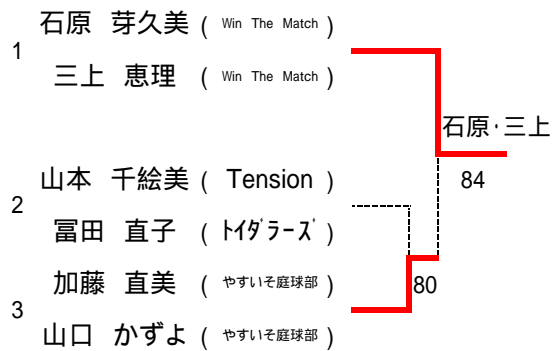 石原 芽久美 ( Win The Match )
1
三上 恵理 ( Win The Match )
石原・三上
山本 千絵美 ( Tension )
84
2
冨田 直子 ( トイダラーズ )
加藤 直美 ( やすいそ庭球部 )
80
3
山口 かずよ ( やすいそ庭球部 )